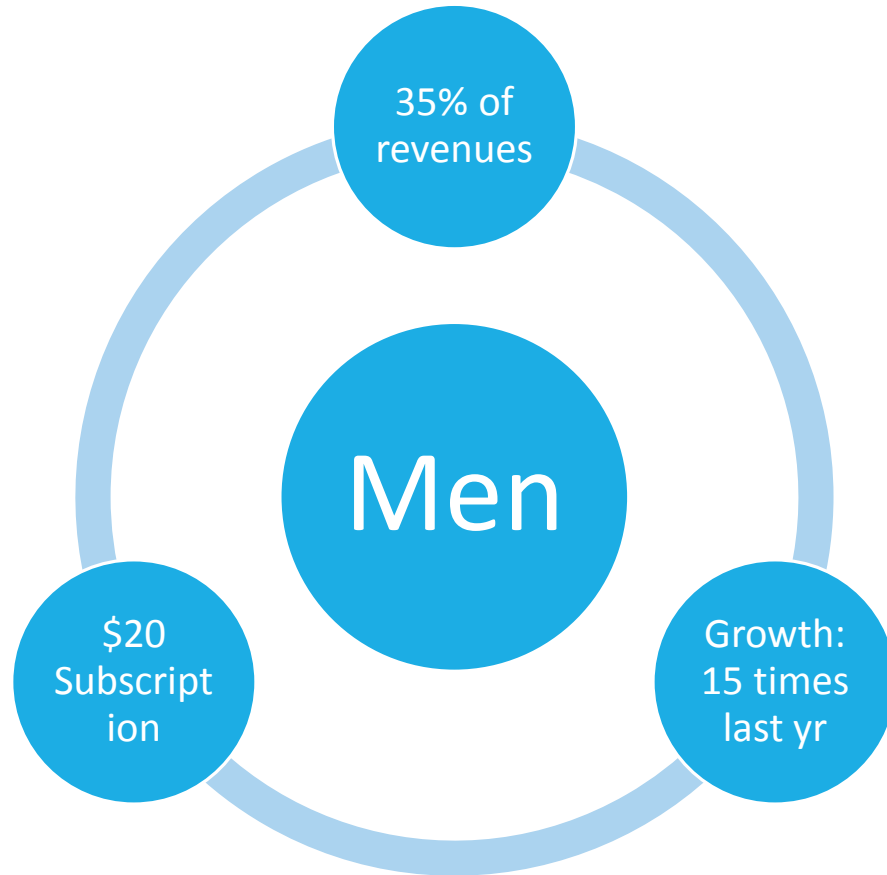 35% of
revenues
Men
$20
Subscript
ion
Growth:
15 times
last yr